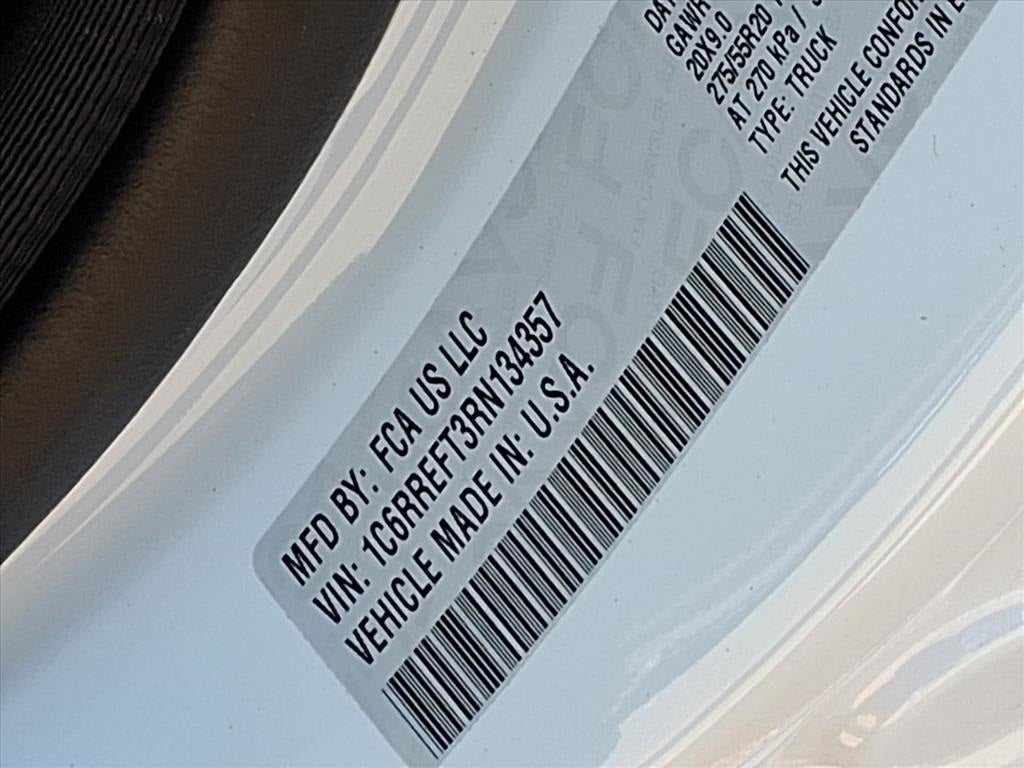 MFD BY: FCA US LLC
VIN: 1C6RREFT3RN134357
VEHICLE MADE IN: U.S.A.
20X9.0
275/55R20
AT 270 kPa /
TYPE: TRUCK
THIS VEHICLE
STANDARDS IN